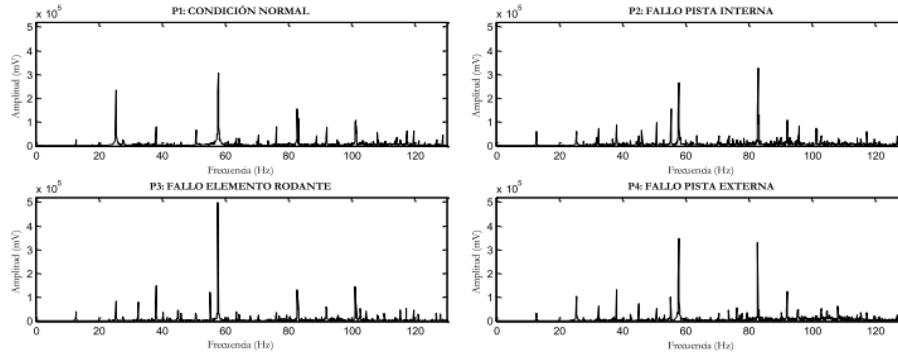 P1: CONDICIÓN NORMAL
x 10^5
5
4
3
2
1
0
Amplitud (mV)
0 20 40 60 80 100 120
Frecuencia (Hz)
P2: FALLO PISTA INTERNA
x 10^5
5
4
3
2
1
0
Amplitud (mV)
0 20 40 60 80 100 120
Frecuencia (Hz)
P3: FALLO ELEMENTO RODANTE
x 10^5
5
4
3
2
1
0
Amplitud (mV)
0 20 40 60 80 100 120
Frecuencia (Hz)
P4: FALLO PISTA EXTERNA
x 10^5
5
4
3
2
1
0
Amplitud (mV)
0 20 40 60 80 100 120
Frecuencia (Hz)